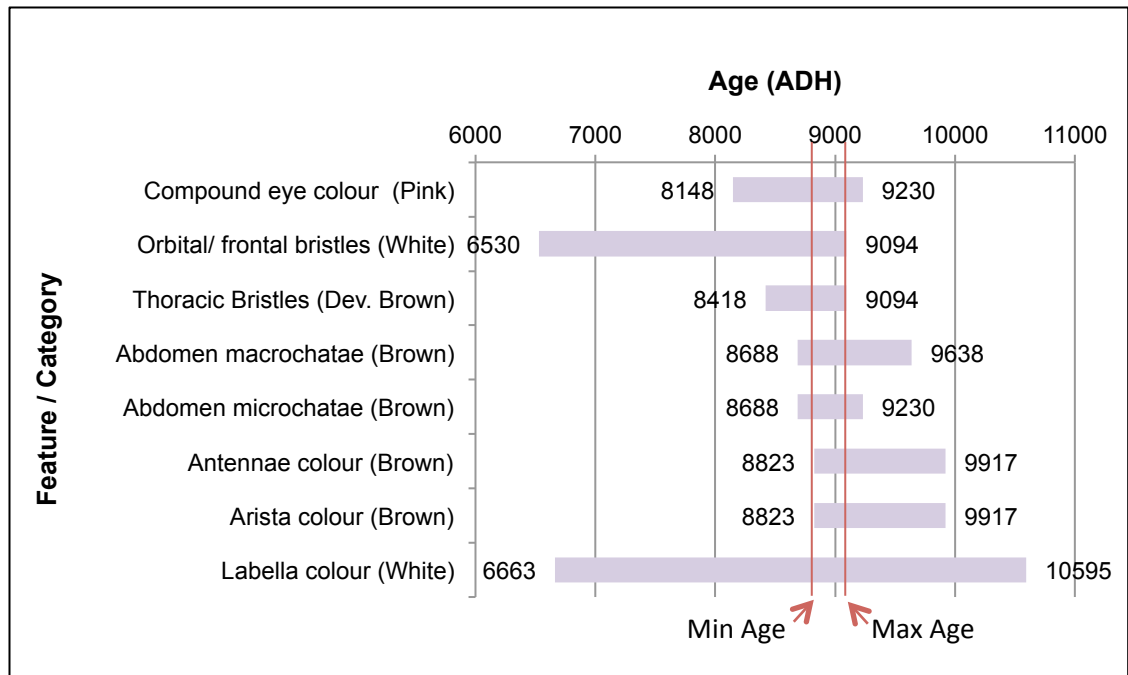 Age (ADH)
6000 7000 8000 9000 10000 11000
Feature / Category
Compound eye colour (Pink) 8148 9230
Orbital/ frontal bristles (White) 6530 9094
Thoracic Bristles (Dev. Brown) 8418 9094
Abdomen macrochatae (Brown) 8688 9638
Abdomen microchatae (Brown) 8688 9230
Antennae colour (Brown) 8823 9917
Arista colour (Brown) 8823 9917
Labella colour (White) 6663 10595
Min Age Max Age